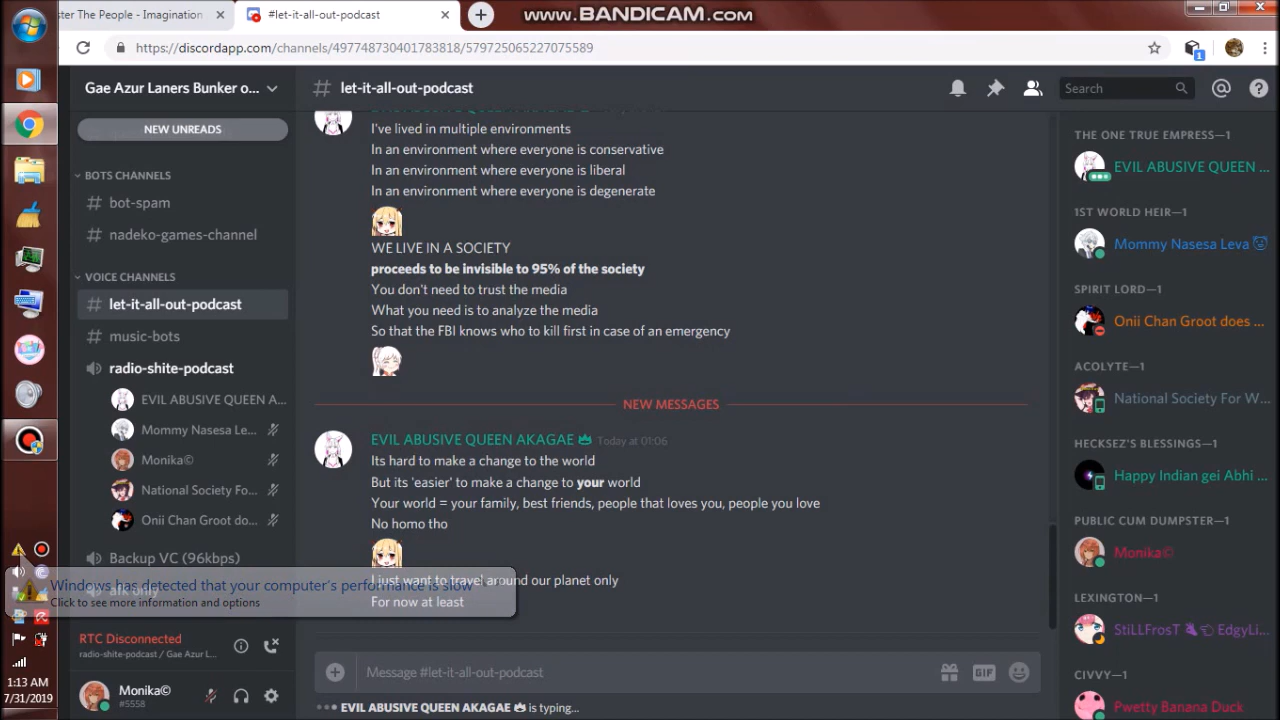 ster The People - Imagination
#let-it-all-out-podcast
www.BANDICAM.com
https://discordapp.com/channels/497748730401783818/579725065227075589
1
Gae Azur Laners Bunker o...
# let-it-all-out-podcast
Search
NEW UNREADS
BOTS CHANNELS
# bot-spam
# nadeko-games-channel
VOICE CHANNELS
# let-it-all-out-podcast
# music-bots
radio-shite-podcast
EVIL ABUSIVE QUEEN A...
Mommy Nasesa Le...
Monika©
National Society Fo...
Onii Chan Groot do...
Backup VC (96kbps)
afk only
Windows has detected that your computer's performance is slow
Click to see more information and options
RTC Disconnected
radio-shite-podcast / Gae Azur L...
Monika©
#5558
1:13 AM
7/31/2019
I've lived in multiple environments
In an environment where everyone is conservative
In an environment where everyone is liberal
In an environment where everyone is degenerate
WE LIVE IN A SOCIETY
proceeds to be invisible to 95% of the society
You don't need to trust the media
What you need is to analyze the media
So that the FBI knows who to kill first in case of an emergency
NEW MESSAGES
EVIL ABUSIVE QUEEN AKAGAE Today at 01:06
Its hard to make a change to the world
But its 'easier' to make a change to your world
Your world = your family, best friends, people that loves you, people you love
No homo tho
I just want to travel around our planet only
For now at least
Message #let-it-all-out-podcast
GIF
EVIL ABUSIVE QUEEN AKAGAE is typing...
THE ONE TRUE EMPRESS—1
EVIL ABUSIVE QUEEN ...
1ST WORLD HEIR—1
Mommy Nasesa Leva
SPIRIT LORD—1
Onii Chan Groot does ...
ACOLYTE—1
National Society For W...
HECKSEZ'S BLESSINGS—1
Happy Indian gei Abhi ...
PUBLIC CUM DUMPSTER—1
Monika©
LEXINGTON—1
StiLLFrosT EdgyLi...
CIVVY—1
Pwetty Banana Duck